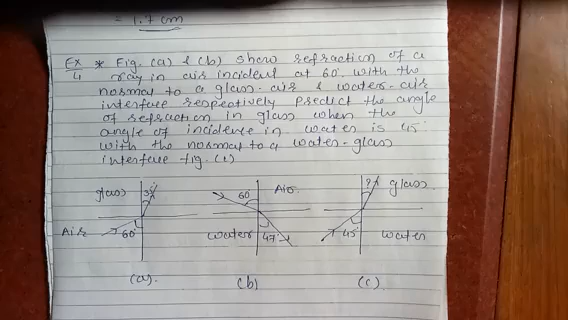 = 1.7 cm
Ex 4 * Fig. (a) & (b) show refraction of a
ray in air incident at 60° with the
normal to a glass-air & water-air
interface respectively predict the angle
of refraction in glass when the
angle of incidence in water is 45°
with the normal to a water-glass
interface fig. (c)
glass 35° 60° Air ? glass
Air 60° water 47° 45° water
(a). (b) (c)